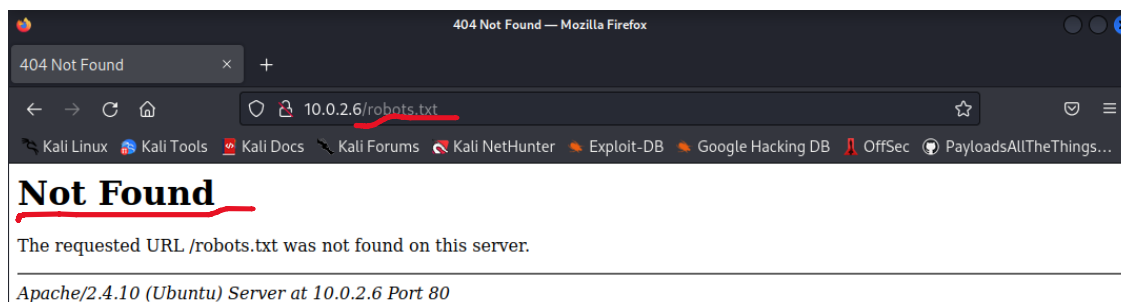 404 Not Found — Mozilla Firefox
404 Not Found × +
10.0.2.6/robots.txt
Kali Linux Kali Tools Kali Docs Kali Forums Kali NetHunter Exploit-DB Google Hacking DB OffSec PayloadsAllTheThings...
Not Found
The requested URL /robots.txt was not found on this server.
Apache/2.4.10 (Ubuntu) Server at 10.0.2.6 Port 80